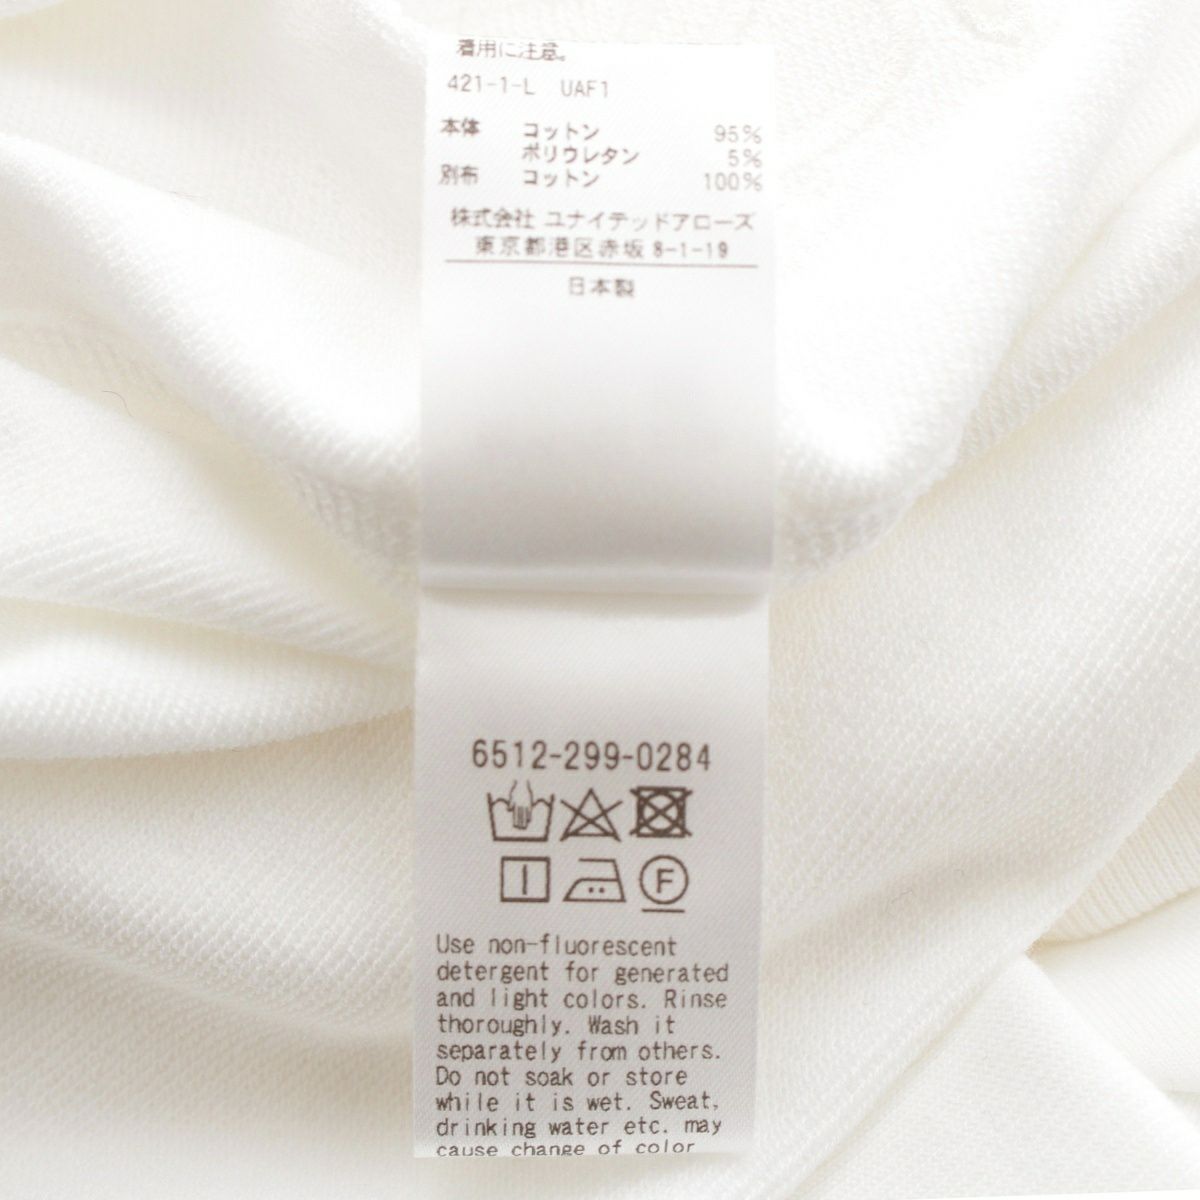 着用に注意。
421-1-L UAF1
本体 コットン 95%
ポリウレタン 5%
別布 コットン 100%
株式会社 ユナイテッドアローズ
東京都港区赤坂 8-1-19
日本製
6512-299-0284
F
Use non-fluorescent
detergent for generated
and light colors. Rinse
thoroughly. Wash it
separately from others.
Do not soak or store
while it is wet. Sweat,
drinking water etc. may
cause change of color